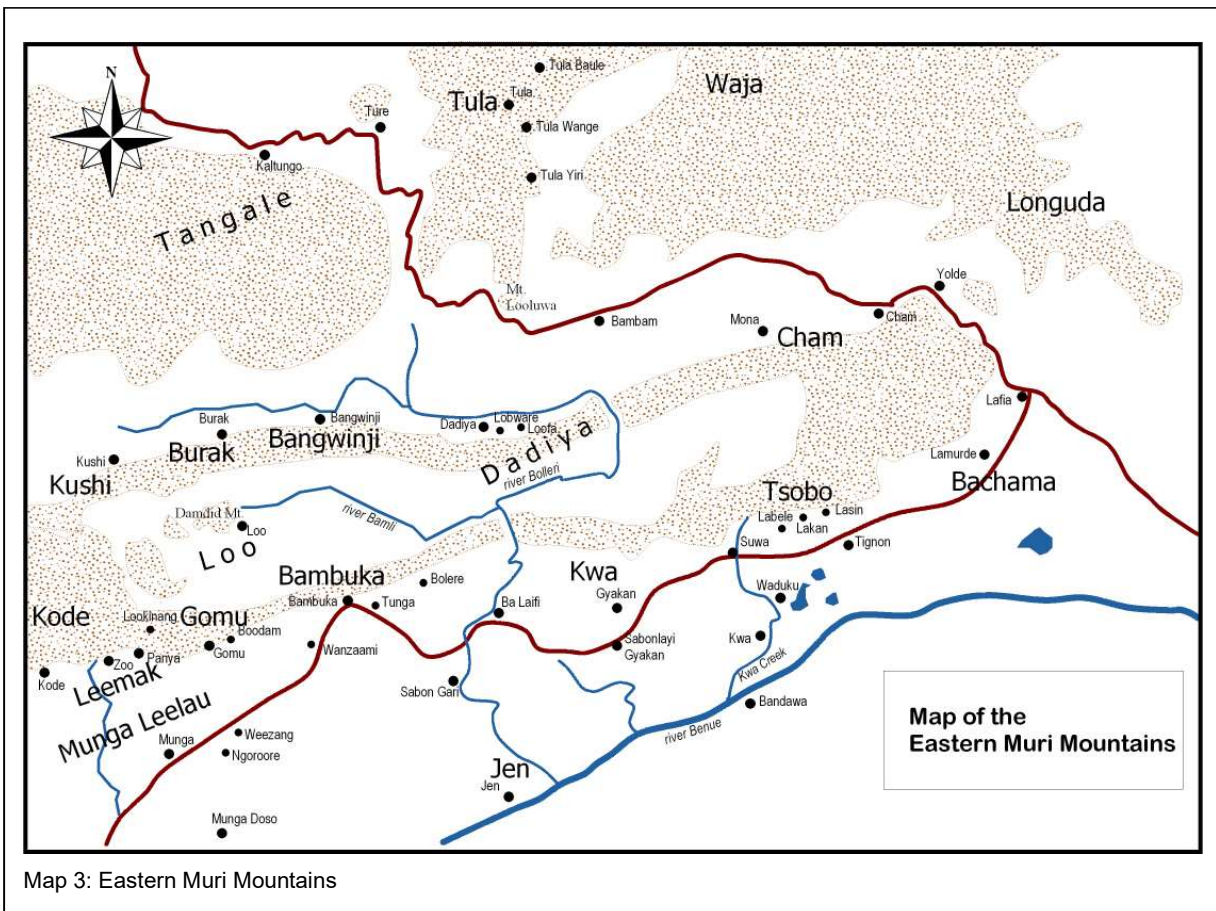 N
Tula Baule
Waja
Tula
Tula
Ture
Tula Wange
Kaltungo
Tula Yiri
Tangale
Longuda
Yolde
Mt.
Looluwa
Bambam
Mona
Cham
Cham
Lafia
Burak
Bangwinji
Dadiya
Lobware
Loofa
Burak
Bangwinji
Dadiya
Kushi
Kushi
river Bolleri
Lamurde
Bachama
Tsobo
Damdid Mt.
river Bamli
Loo
Loo
Labele
Lakan
Lasin
Suwa
Tignon
Bambuka
Bolere
Kwa
Bambuka
Tunga
Gyakan
Waduku
Kode
Lookinang
Gomu
Boodam
Ba Laifi
Zoo
Panya
Gomu
Wanzaami
Sabonlayi
Gyakan
Kwa
Kode
Leemak
Sabon Gari
Kwa Creek
Munga Leelau
Bandawa
Weezang
river Benue
Munga
Ngoroore
Jen
Jen
Munga Doso
Map of the
Eastern Muri Mountains
Map 3: Eastern Muri Mountains